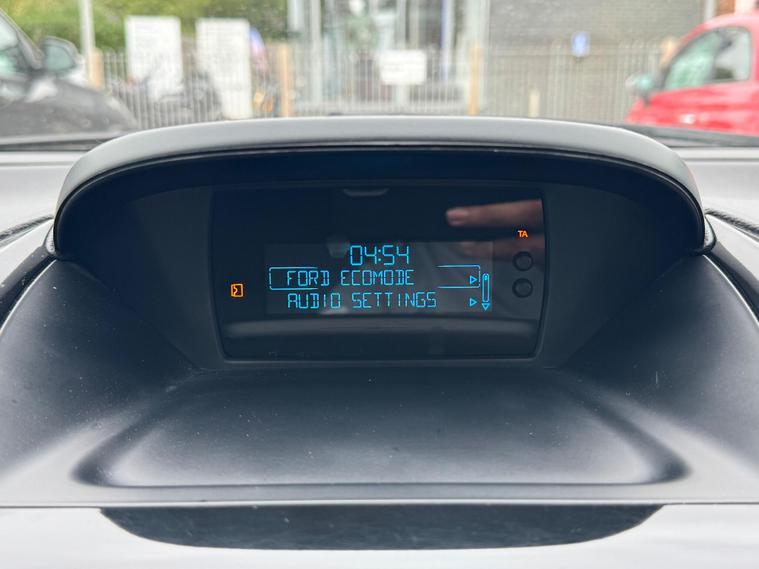 TA
04:54
FORD ECOMODE
AUDIO SETTINGS